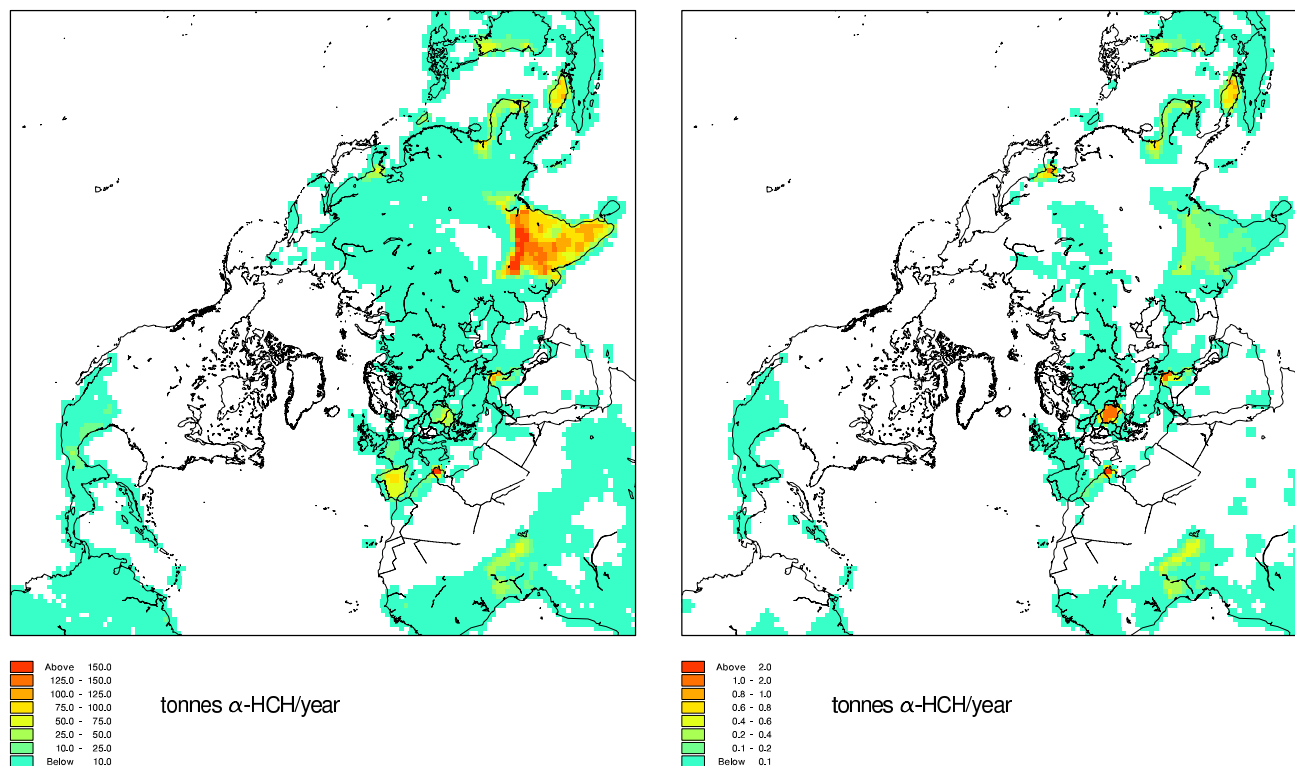 Above 150.0
125.0 - 150.0
100.0 - 125.0
75.0 - 100.0
50.0 - 75.0
25.0 - 50.0
10.0 - 25.0
Below 10.0
tonnes α-HCH/year
Above 2.0
1.0 - 2.0
0.8 - 1.0
0.6 - 0.8
0.4 - 0.6
0.2 - 0.4
0.1 - 0.2
Below 0.1
tonnes α-HCH/year